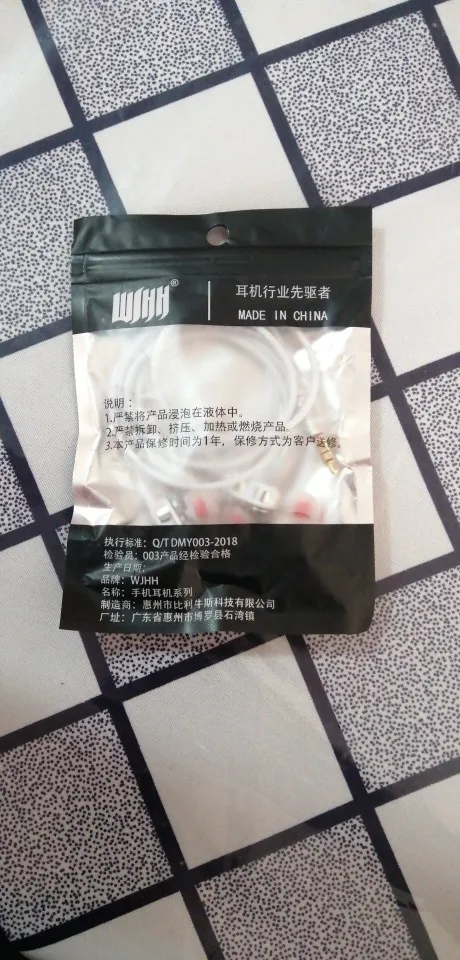 WJHH®
耳机行业先驱者
MADE IN CHINA
说明：
1.严禁将产品浸泡在液体中。
2.严禁拆卸、挤压、加热或燃烧产品。
3.本产品保修时间为1年，保修方式为客户送修。
执行标准：Q/T DMY003-2018
检验员：003产品经检验合格
生产日期：
品牌：WJHH
名称：手机耳机系列
制造商：惠州市比利牛斯科技有限公司
厂址：广东省惠州市博罗县石湾镇